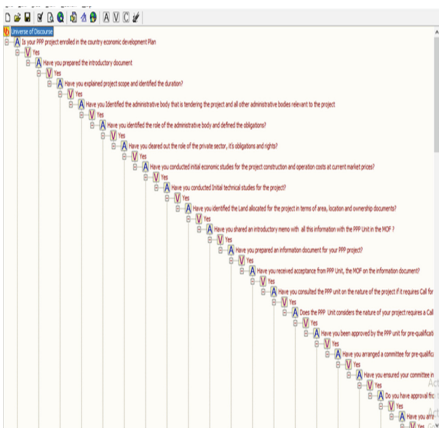 A V C
Universe of Discourse
A Is your PPP project enrolled in the country economic development Plan
V Yes
A Have you prepared the introductory document
V Yes
A Have you explained project scope and identified the duration?
V Yes
A Have you Identified the administrative body that is tendering the project and all other administrative bodies relevant to the project
V Yes
A Have you identified the role of the administrative body and defined the obligations?
V Yes
A Have you cleared out the role of the private sector, it's obligations and rights?
V Yes
A Have you conducted initial economic studies for the project construction and operation costs at current market prices?
V Yes
A Have you conducted Initial technical studies for the project?
V Yes
A Have you identified the Land allocated for the project in terms of area, location and ownership documents?
V Yes
A Have you shared an introductory memo with all this information with the PPP Unit in the MOF ?
V Yes
A Have you prepared an information document for your PPP project?
V Yes
A Have you received acceptance from PPP Unit, the MOF on the information document?
V Yes
A Have you consulted the PPP unit on the nature of the project if it requires Call for
V Yes
A Does the PPP Unit considers the nature of your project requires a Call
V Yes
A Have you been approved by the PPP unit for pre-qualificat
V Yes
A Have you arranged a committee for pre-qualific
V Yes
A Have you ensured your committee in
V Yes
A Do you have approval fro
V Yes
A Have you arr
V Yes